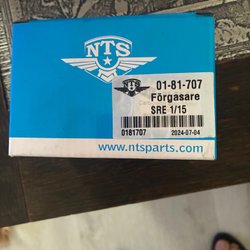 NTS
01-81-707
Förgasare
SRE 1/15
0181707
2024-07-04
www.ntsparts.com.